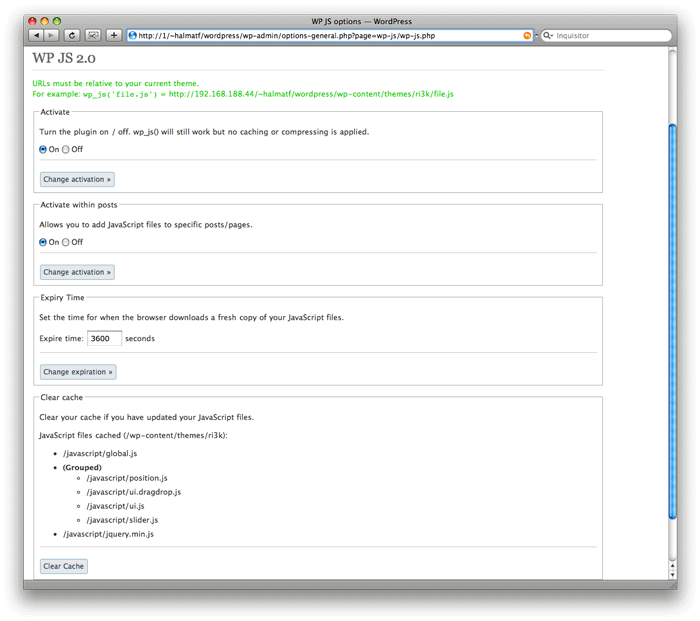 WP JS options — WordPress
http://1/~halmatf/wordpress/wp-admin/options-general.php?page=wp-js/wp-js.php
Inquisitor
WP JS 2.0
URLs must be relative to your current theme.
For example: wp_js('file.js') = http://192.168.188.44/~halmatf/wordpress/wp-content/themes/ri3k/file.js
Activate
Turn the plugin on / off. wp_js() will still work but no caching or compressing is applied.
On Off
Change activation »
Activate within posts
Allows you to add JavaScript files to specific posts/pages.
On Off
Change activation »
Expiry Time
Set the time for when the browser downloads a fresh copy of your JavaScript files.
Expire time: 3600 seconds
Change expiration »
Clear cache
Clear your cache if you have updated your JavaScript files.
JavaScript files cached (/wp-content/themes/ri3k):
• /javascript/global.js
• (Grouped)
◦ /javascript/position.js
◦ /javascript/ui.dragdrop.js
◦ /javascript/ui.js
◦ /javascript/slider.js
• /javascript/jquery.min.js
Clear Cache